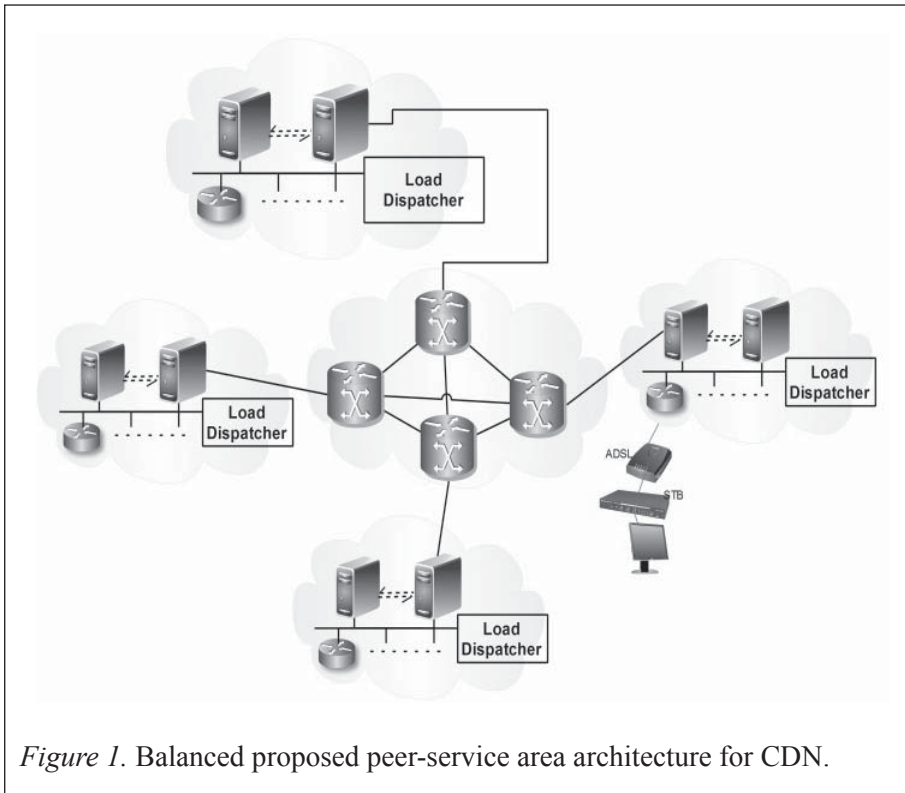 Load
Dispatcher
Load
Dispatcher
Load
Dispatcher
ADSL
STB
Load
Dispatcher
Figure 1. Balanced proposed peer-service area architecture for CDN.